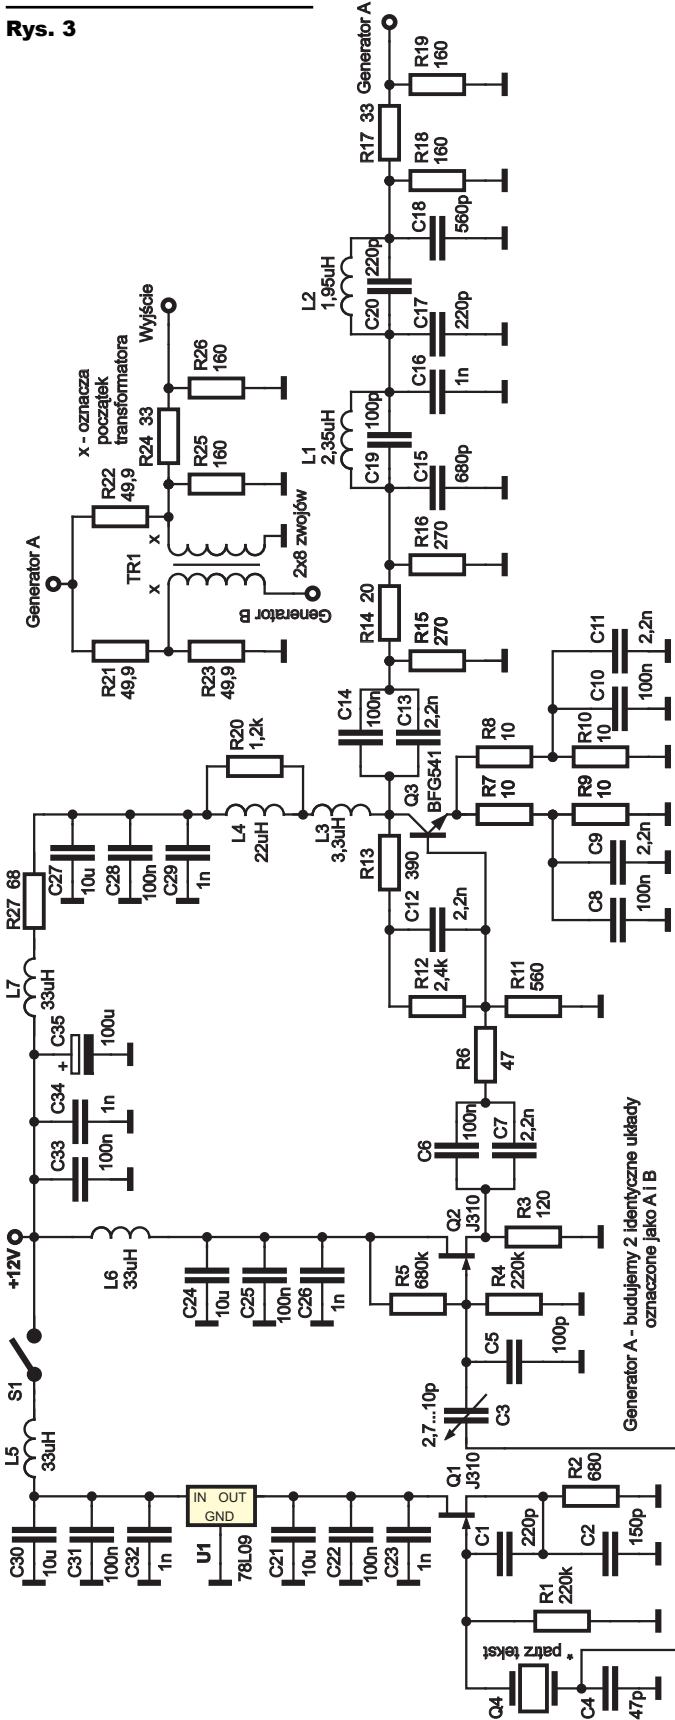 Rys. 3
Generator A
R19
160
R17 33
R18
160
C18
560p
L2
1,95uH
C20
220p
C17
220p
C16
1n
L1
2,35uH
C19
100p
C15
680p
R16
270
R14 20
R15
270
C14
100n
C13
2,2n
Wyjście
x - oznacza
początek
transformatora
R26
160
R24 33
R25
160
R22
49,9
Generator A
TR1
x
x
2x8 zwojów
Generator B
R21
49,9
R23
49,9
R20
1,2k
L4
22uH
L3
3,3uH
Q3
BFG541
R8
10
R7
10
R10
10
R9
10
C11
2,2n
C10
100n
C9
2,2n
C8
100n
R27 68
C27
10u
C28
100n
C29
1n
R13
390
C12
2,2n
R12
2,4k
R11
560
R6
47
L7
33uH
C35
+
100u
C34
1n
C33
100n
C6
100n
C7
2,2n
+12V
L6
33uH
C24
10u
C25
100n
C26
1n
Q2
J310
R3
120
R5
680k
R4
220k
C5
100p
2,7...10p
C3
Generator A - budujemy 2 identyczne układy
oznaczone jako A i B
S1
L5
33uH
C30
10u
C31
100n
C32
1n
IN OUT
GND
U1
78L09
C21
10u
C22
100n
C23
1n
Q1
J310
R2
680
C1
220p
C2
150p
R1
220k
* patrz tekst
Q4
C4
47p